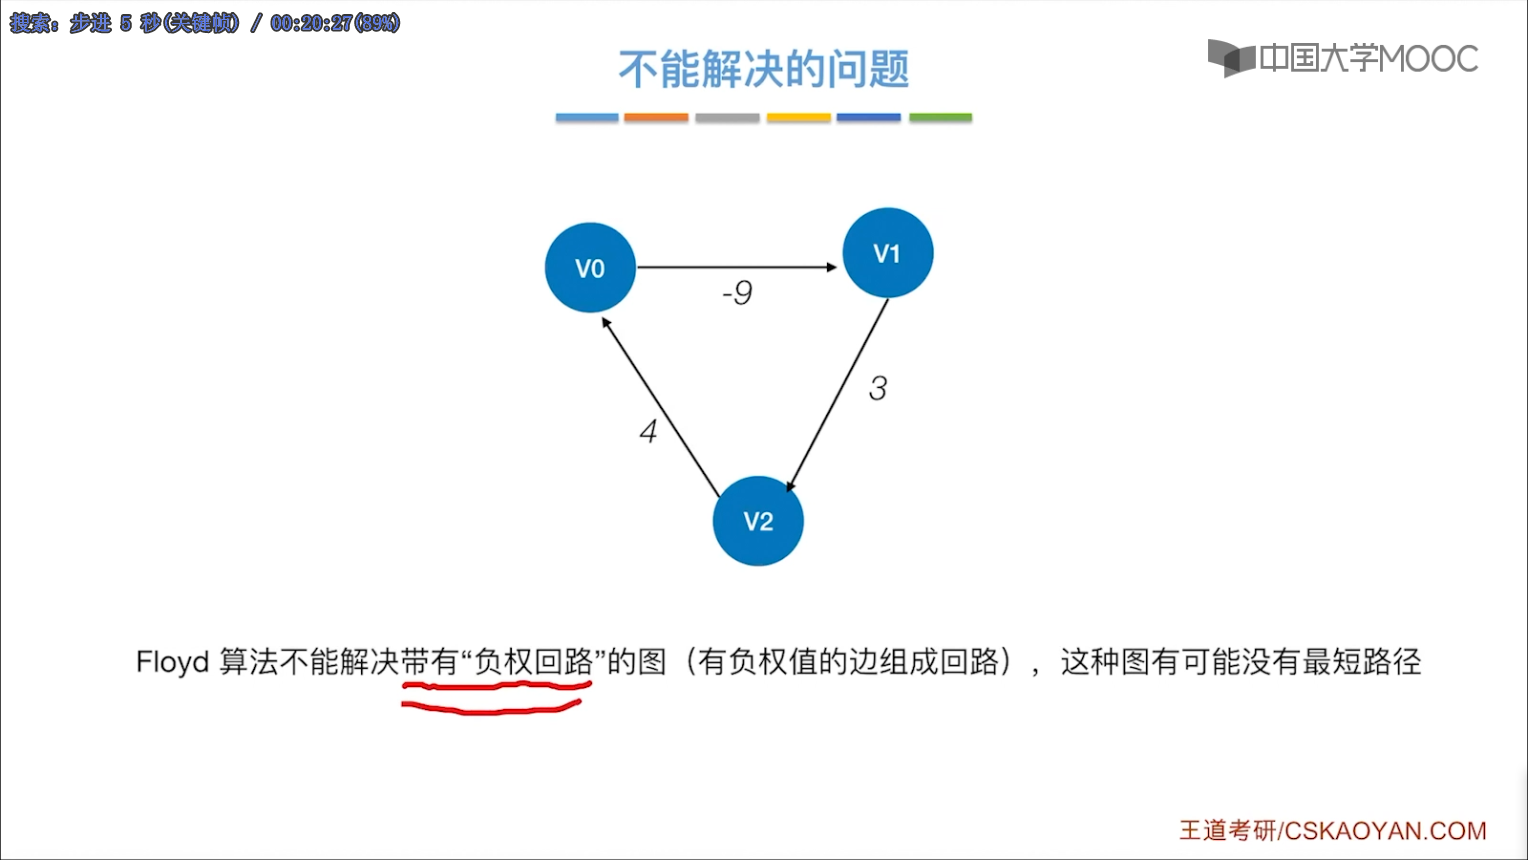 搜索: 步进 5 秒(关键帧) / 00:20:27(89%)
不能解决的问题
中国大学MOOC
V0
V1
-9
3
4
V2
Floyd 算法不能解决带有“负权回路”的图（有负权值的边组成回路），这种图有可能没有最短路径
王道考研/CSKAOYAN.COM